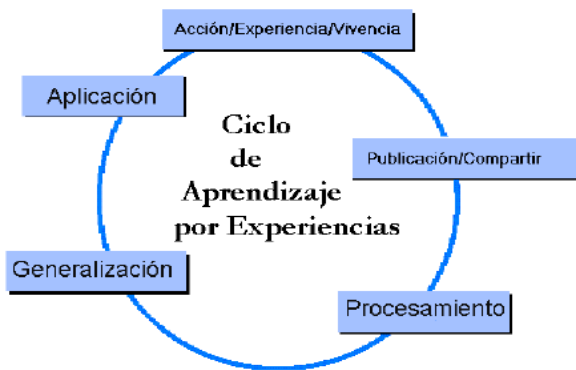 Acción/Experiencia/Vivencia
Aplicación
Ciclo
de
Aprendizaje
por Experiencias
Publicación/Compartir
Generalización
Procesamiento